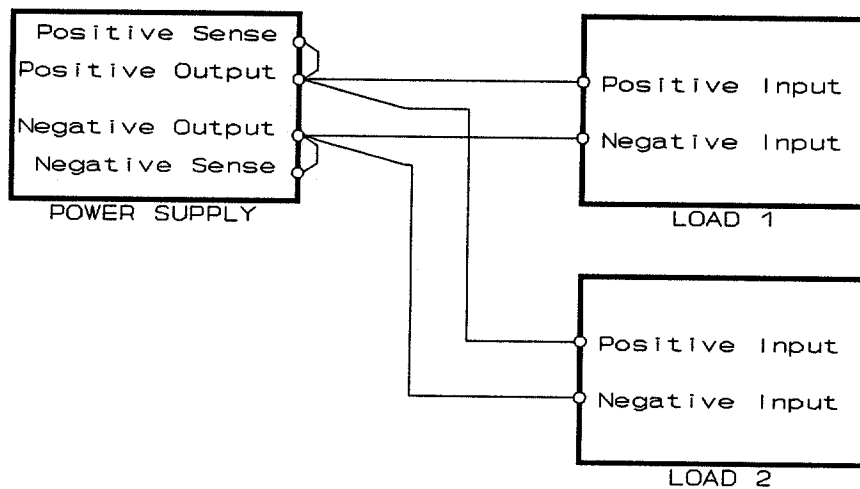 Positive Sense
Positive Output
Negative Output
Negative Sense
POWER SUPPLY
Positive Input
Negative Input
LOAD 1
Positive Input
Negative Input
LOAD 2